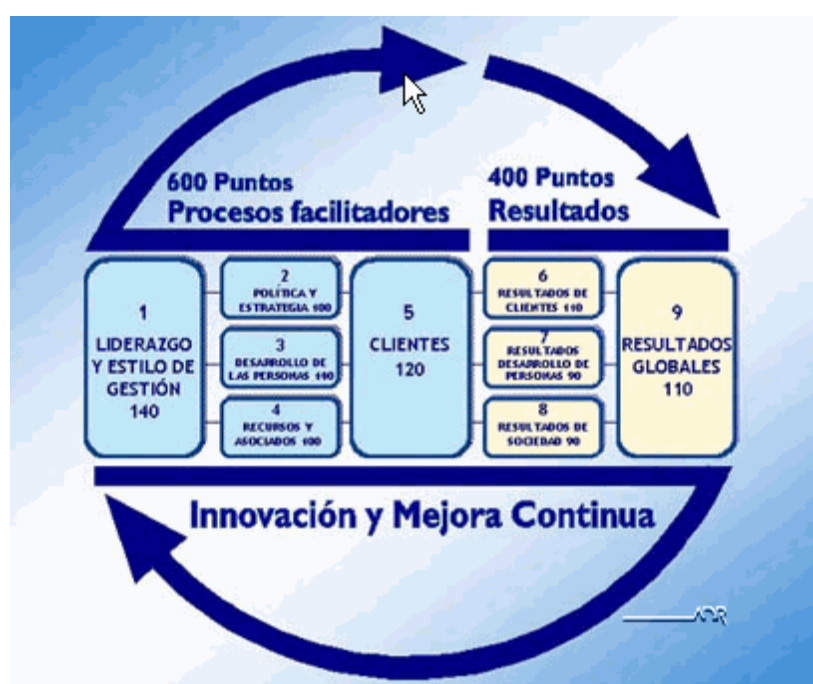 600 Puntos
Procesos facilitadores
400 Puntos
Resultados
1
LIDERAZGO
Y ESTILO DE
GESTIÓN
140
2
POLÍTICA Y
ESTRATEGIA 100
3
DESARROLLO DE
LAS PERSONAS 140
4
RECURSOS Y
ASOCIADOS 100
5
CLIENTES
120
6
RESULTADOS DE
CLIENTES 110
7
RESULTADOS
DESARROLLO DE
PERSONAS 90
8
RESULTADOS DE
SOCIEDAD 90
9
RESULTADOS
GLOBALES
110
Innovación y Mejora Continua